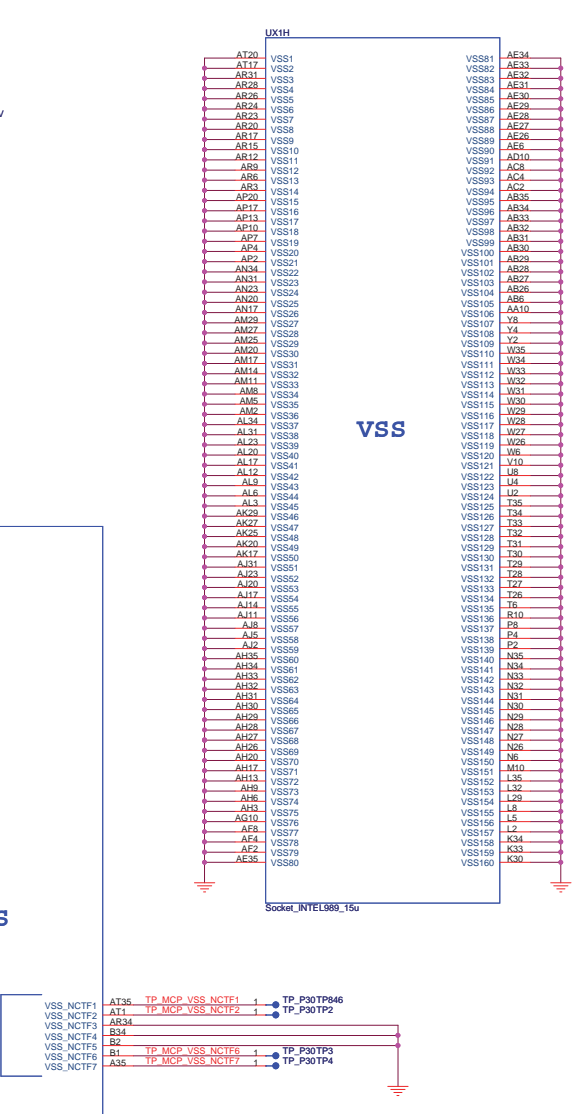 UX1H
AT20 VSS1 VSS81 AE34
AT17 VSS2 VSS82 AE33
AR31 VSS3 VSS83 AE32
AR28 VSS4 VSS84 AE31
AR26 VSS5 VSS85 AE30
AR24 VSS6 VSS86 AE29
AR23 VSS7 VSS87 AE28
AR20 VSS8 VSS88 AE27
AR17 VSS9 VSS89 AE26
AR15 VSS10 VSS90 AE6
AR12 VSS11 VSS91 AD10
AR9 VSS12 VSS92 AC8
AR6 VSS13 VSS93 AC4
AR3 VSS14 VSS94 AC2
AP20 VSS15 VSS95 AB35
AP17 VSS16 VSS96 AB34
AP13 VSS17 VSS97 AB33
AP10 VSS18 VSS98 AB32
AP7 VSS19 VSS99 AB31
AP4 VSS20 VSS100 AB30
AP2 VSS21 VSS101 AB29
AN34 VSS22 VSS102 AB28
AN31 VSS23 VSS103 AB27
AN23 VSS24 VSS104 AB26
AN20 VSS25 VSS105 AB6
AN17 VSS26 VSS106 AA10
AM29 VSS27 VSS107 Y8
AM27 VSS28 VSS108 Y4
AM25 VSS29 VSS109 Y2
AM20 VSS30 VSS110 W35
AM17 VSS31 VSS111 W34
AM14 VSS32 VSS112 W33
AM11 VSS33 VSS113 W32
AM8 VSS34 VSS114 W31
AM5 VSS35 VSS115 W30
AM2 VSS36 VSS116 W29
AL34 VSS37 VSS117 W28
VSS
AL31 VSS38 VSS118 W27
AL23 VSS39 VSS119 W26
AL20 VSS40 VSS120 W6
AL17 VSS41 VSS121 V10
AL12 VSS42 VSS122 U8
AL9 VSS43 VSS123 U4
AL6 VSS44 VSS124 U2
AL3 VSS45 VSS125 T35
AK29 VSS46 VSS126 T34
AK27 VSS47 VSS127 T33
AK25 VSS48 VSS128 T32
AK20 VSS49 VSS129 T31
AK17 VSS50 VSS130 T30
AJ31 VSS51 VSS131 T29
AJ23 VSS52 VSS132 T28
AJ20 VSS53 VSS133 T27
AJ17 VSS54 VSS134 T26
AJ14 VSS55 VSS135 T6
AJ11 VSS56 VSS136 R10
AJ8 VSS57 VSS137 P8
AJ5 VSS58 VSS138 P4
AJ2 VSS59 VSS139 P2
AH35 VSS60 VSS140 N35
AH34 VSS61 VSS141 N34
AH33 VSS62 VSS142 N33
AH32 VSS63 VSS143 N32
AH31 VSS64 VSS144 N31
AH30 VSS65 VSS145 N30
AH29 VSS66 VSS146 N29
AH28 VSS67 VSS147 N28
AH27 VSS68 VSS148 N27
AH26 VSS69 VSS149 N26
AH20 VSS70 VSS150 N6
AH17 VSS71 VSS151 M10
AH13 VSS72 VSS152 L35
AH9 VSS73 VSS153 L32
AH6 VSS74 VSS154 L29
AH3 VSS75 VSS155 L8
AG10 VSS76 VSS156 L5
AF8 VSS77 VSS157 L2
AF4 VSS78 VSS158 K34
AF2 VSS79 VSS159 K33
AE35 VSS80 VSS160 K30
Socket_INTEL989_15u
S
VSS_NCTF1 AT35 TP_MCP_VSS_NCTF1 1 TP_P30TP846
VSS_NCTF2 AT1 TP_MCP_VSS_NCTF2 1 TP_P30TP2
VSS_NCTF3 AR34
VSS_NCTF4 B34
VSS_NCTF5 B2
VSS_NCTF6 B1 TP_MCP_VSS_NCTF6 1 TP_P30TP3
VSS_NCTF7 A35 TP_MCP_VSS_NCTF7 1 TP_P30TP4